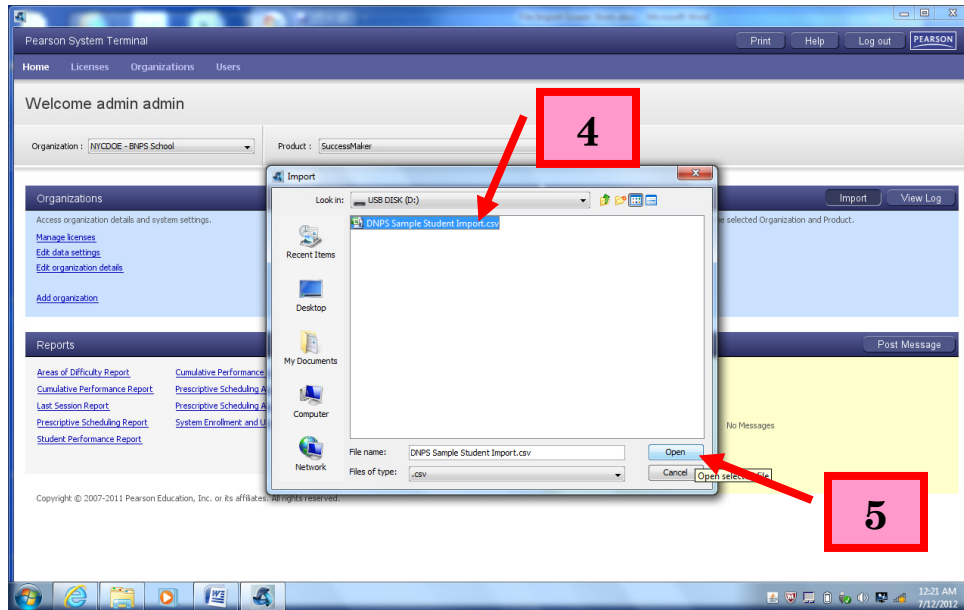 Pearson System Terminal
Print
Help
Log out
PEARSON
Home
Licenses
Organizations
Users
Welcome admin admin
Organization :
NYCDOE - BNPS School
Product :
SuccessMaker
4
Import
Look in:
USB DISK (D:)
DNPS Sample Student Import.csv
Recent Items
Desktop
My Documents
Computer
Network
File name:
DNPS Sample Student Import.csv
Open
Files of type:
.csv
Cancel
Open selected file
Organizations
Access organization details and system settings.
Manage licenses
Edit data settings
Edit organization details
Add organization
Import
View Log
selected Organization and Product.
Reports
Areas of Difficulty Report
Cumulative Performance Report
Last Session Report
Prescriptive Scheduling Report
Student Performance Report
Cumulative Performance
Prescriptive Scheduling A
Prescriptive Scheduling A
System Enrollment and U
Post Message
No Messages
5
Copyright © 2007-2011 Pearson Education, Inc. or its affiliates. All rights reserved.
12:21 AM
7/12/2012